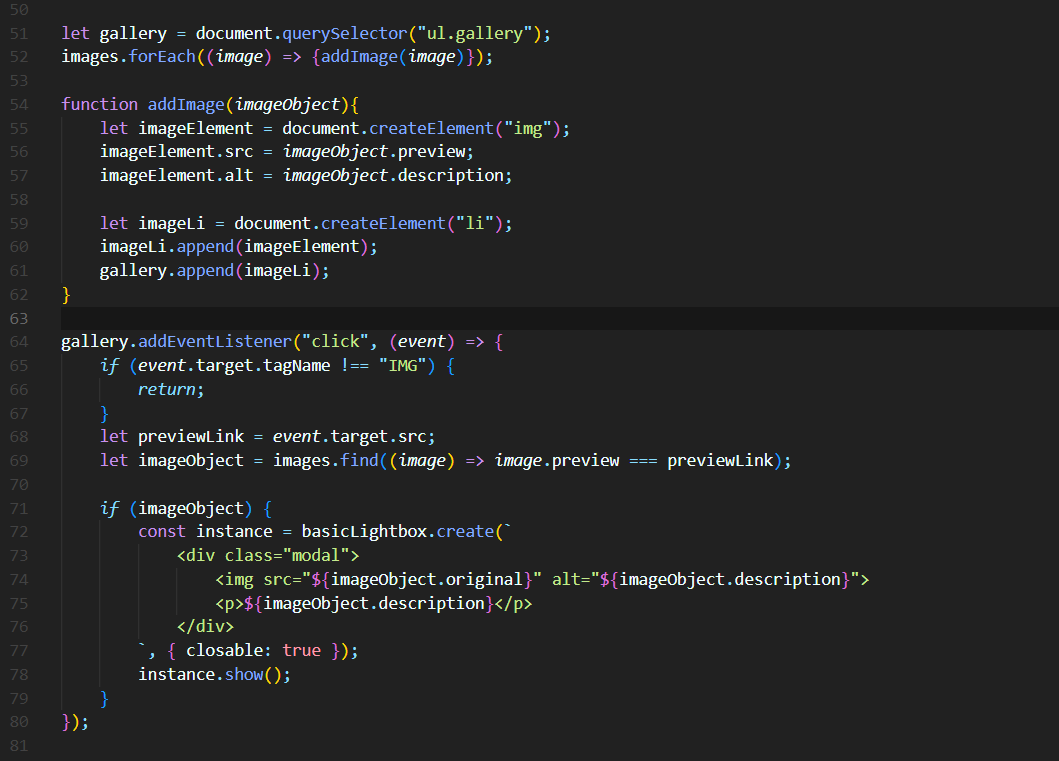 50
51 let gallery = document.querySelector("ul.gallery");
52 images.forEach((image) => {addImage(image)});
53
54 function addImage(imageObject){
55     let imageElement = document.createElement("img");
56     imageElement.src = imageObject.preview;
57     imageElement.alt = imageObject.description;
58
59     let imageLi = document.createElement("li");
60     imageLi.append(imageElement);
61     gallery.append(imageLi);
62 }
63
64 gallery.addEventListener("click", (event) => {
65     if (event.target.tagName !== "IMG") {
66         return;
67     }
68     let previewLink = event.target.src;
69     let imageObject = images.find((image) => image.preview === previewLink);
70
71     if (imageObject) {
72         const instance = basicLightbox.create(`
73             <div class="modal">
74                 <img src="${imageObject.original}" alt="${imageObject.description}">
75                 <p>${imageObject.description}</p>
76             </div>
77         `, { closable: true });
78         instance.show();
79     }
80 });
81